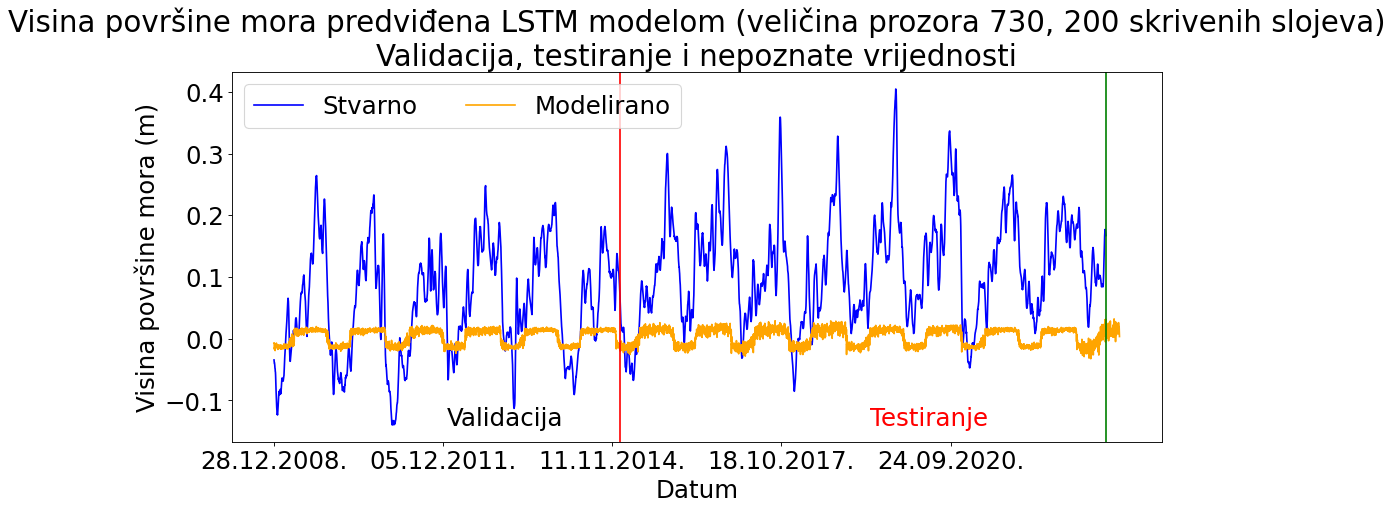 Visina površine mora predviđena LSTM modelom (veličina prozora 730, 200 skrivenih slojeva)
Validacija, testiranje i nepoznate vrijednosti
Stvarno
Modelirano
Visina površine mora (m)
0.4
0.3
0.2
0.1
0.0
−0.1
Validacija
Testiranje
28.12.2008.
05.12.2011.
11.11.2014.
18.10.2017.
24.09.2020.
Datum